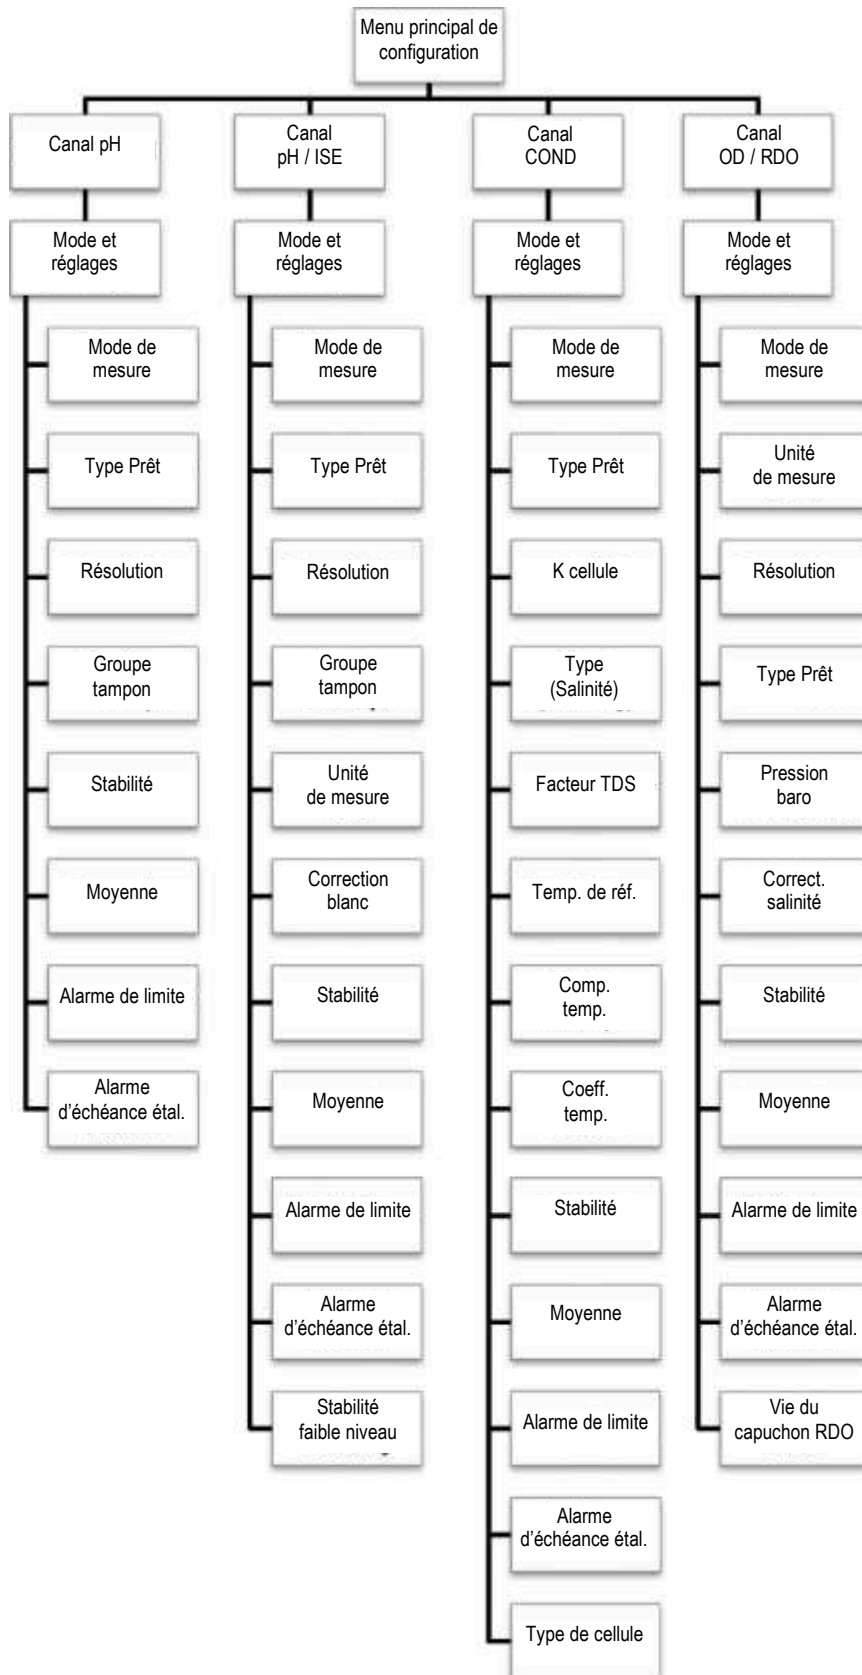 Menu principal de
configuration
Canal pH
Canal
pH / ISE
Canal
COND
Canal
OD / RDO
Mode et
réglages
Mode et
réglages
Mode et
réglages
Mode et
réglages
Mode de
mesure
Type Prêt
Résolution
Groupe
tampon
Stabilité
Moyenne
Alarme de limite
Alarme
d'échéance étal.
Mode de
mesure
Type Prêt
Résolution
Groupe
tampon
Unité
de mesure
Correction
blanc
Stabilité
Moyenne
Alarme de limite
Alarme
d'échéance étal.
Stabilité
faible niveau
Mode de
mesure
Type Prêt
K cellule
Type
(Salinité)
Facteur TDS
Temp. de réf.
Comp.
temp.
Coeff.
temp.
Stabilité
Moyenne
Alarme de limite
Alarme
d'échéance étal.
Type de cellule
Mode de
mesure
Unité
de mesure
Résolution
Type Prêt
Pression
baro
Correct.
salinité
Stabilité
Moyenne
Alarme de limite
Alarme
d'échéance étal.
Vie du
capuchon RDO